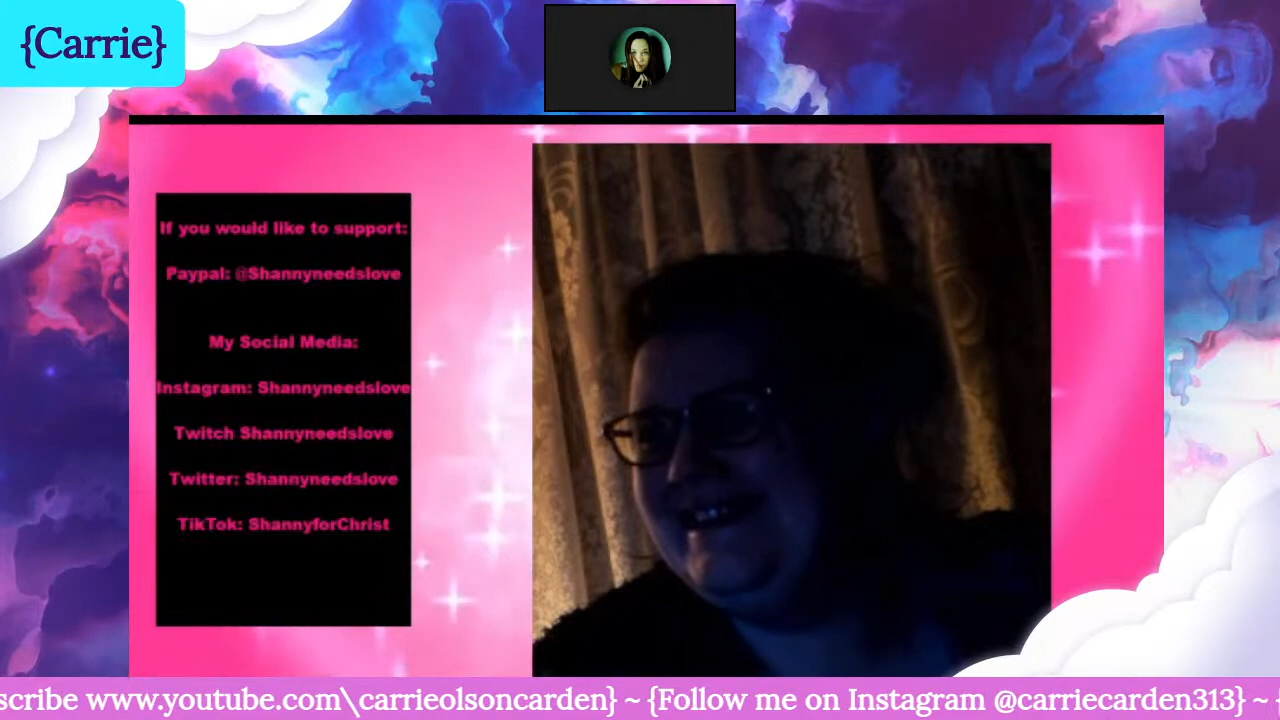 {Carrie}
If you would like to support:
Paypal: @Shannyneedslove
My Social Media:
Instagram: Shannyneedslove
Twitch Shannyneedslove
Twitter: Shannyneedslove
TikTok: ShannyforChrist
scribe www.youtube.com\carrieolsoncarden} ~ {Follow me on Instagram @carriecarden313} ~